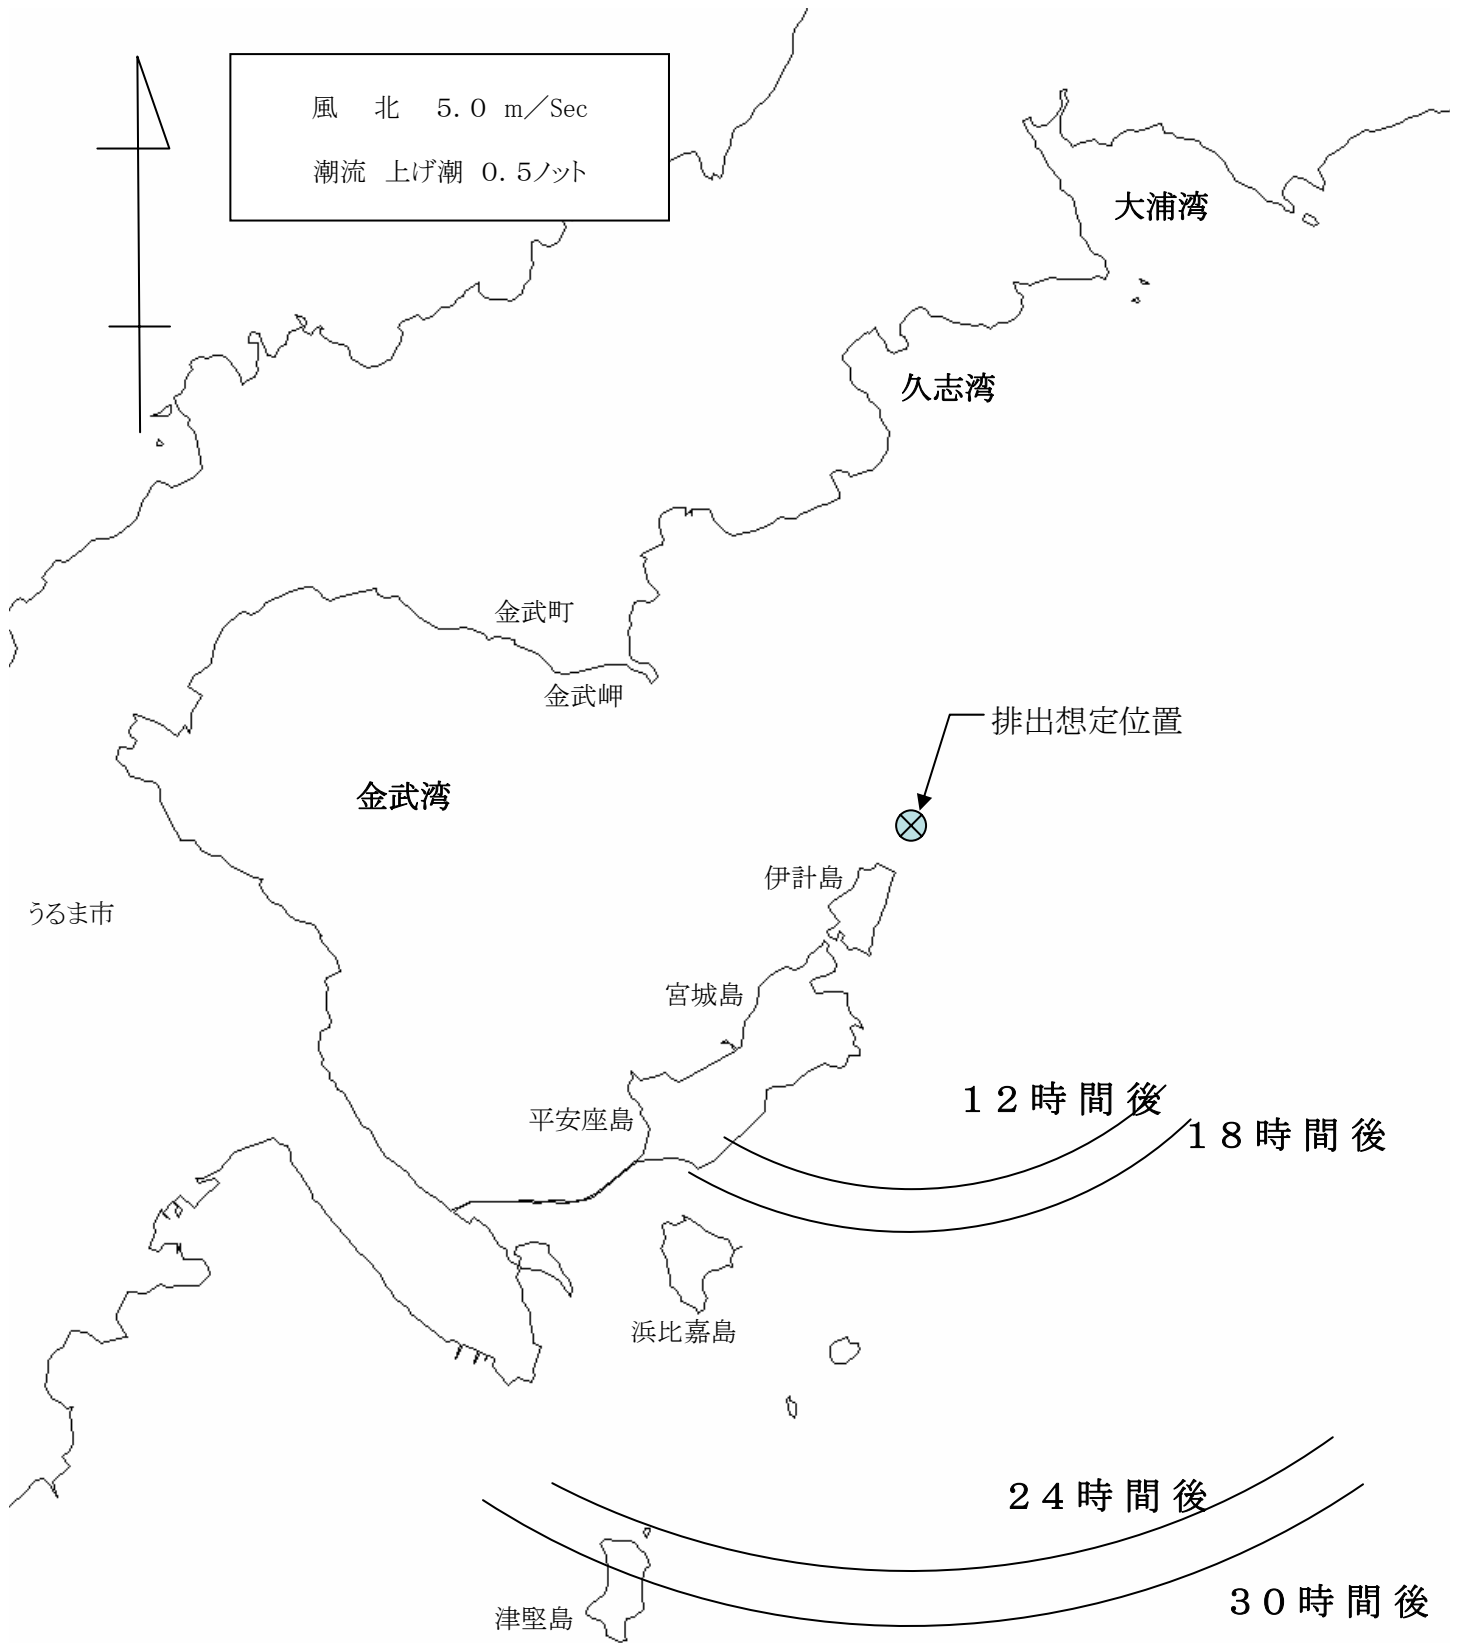 風 北 ５.０ m／Sec
潮流 上げ潮 ０.５ノット
大浦湾
久志湾
金武町
金武岬
排出想定位置
金武湾
伊計島
うるま市
宮城島
１２時間後
平安座島
１８時間後
浜比嘉島
２４時間後
３０時間後
津堅島